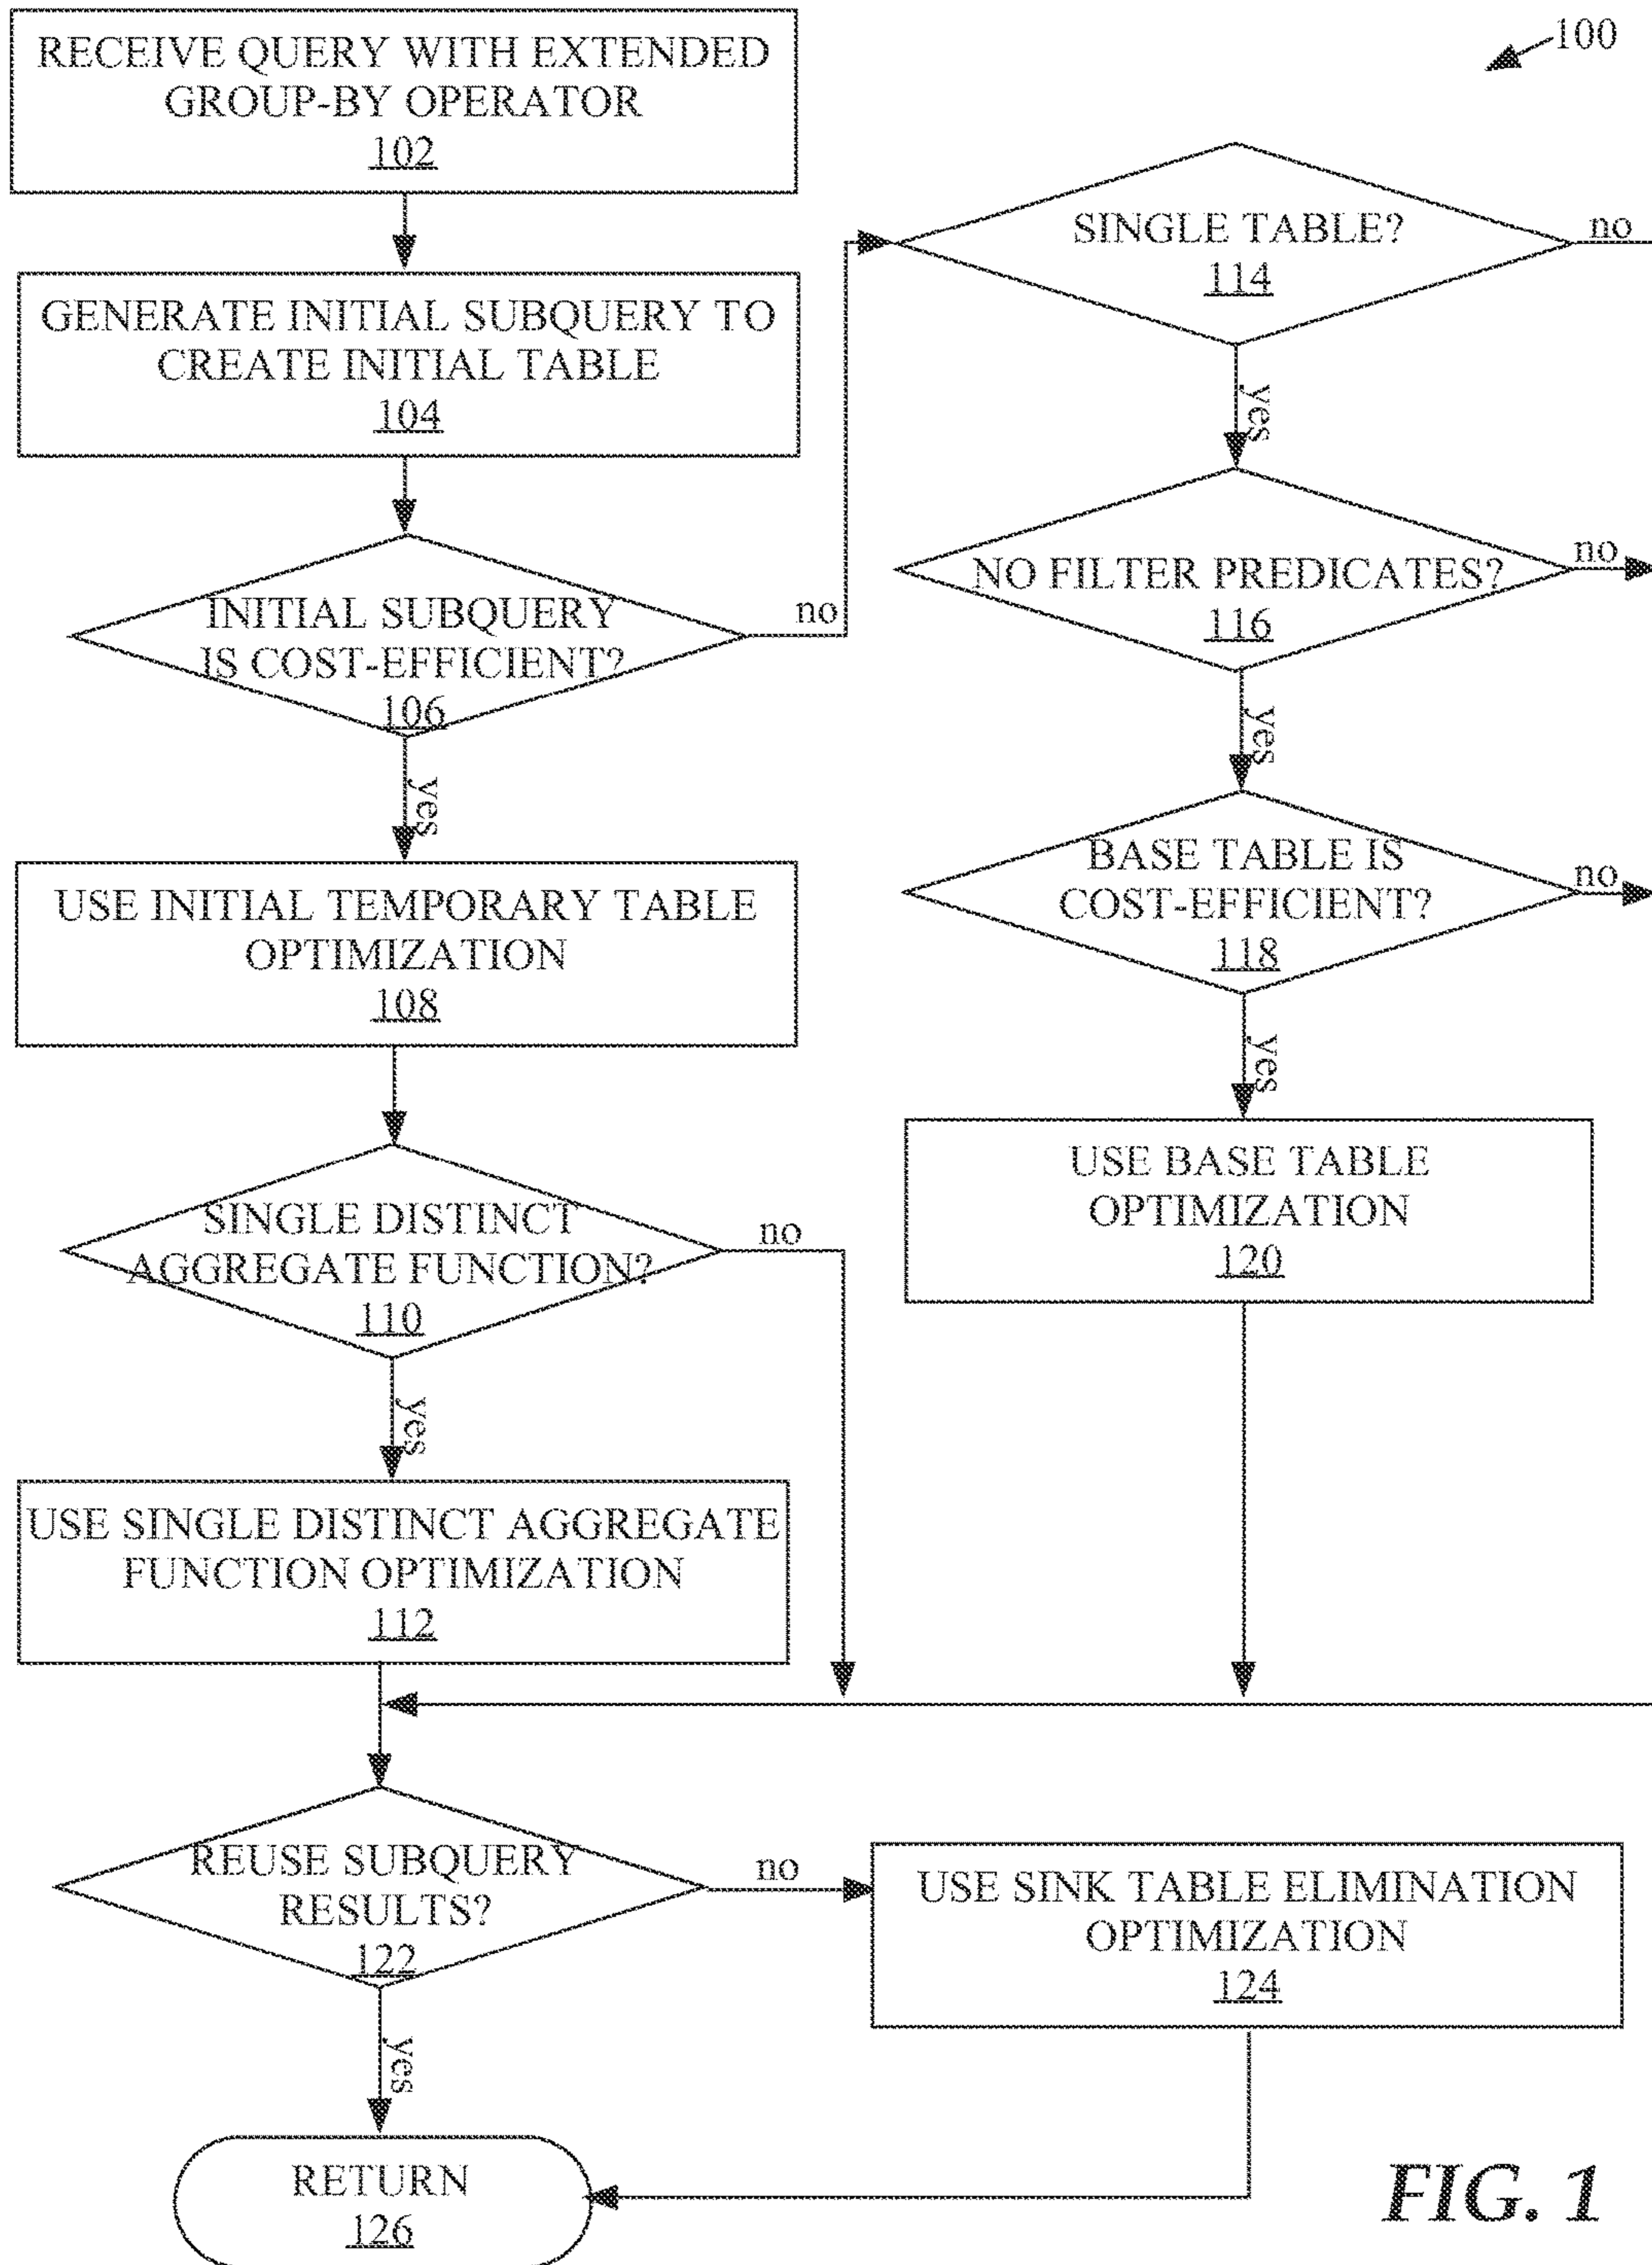 100
RECEIVE QUERY WITH EXTENDED
GROUP-BY OPERATOR
102
GENERATE INITIAL SUBQUERY TO
CREATE INITIAL TABLE
104
INITIAL SUBQUERY
IS COST-EFFICIENT?
106
no
yes
USE INITIAL TEMPORARY TABLE
OPTIMIZATION
108
SINGLE DISTINCT
AGGREGATE FUNCTION?
110
no
yes
USE SINGLE DISTINCT AGGREGATE
FUNCTION OPTIMIZATION
112
SINGLE TABLE?
114
no
yes
NO FILTER PREDICATES?
116
no
yes
BASE TABLE IS
COST-EFFICIENT?
118
no
yes
USE BASE TABLE
OPTIMIZATION
120
REUSE SUBQUERY
RESULTS?
122
no
yes
USE SINK TABLE ELIMINATION
OPTIMIZATION
124
RETURN
126
FIG. 1